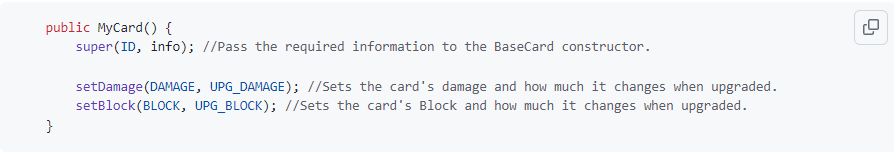 public MyCard() {
    super(ID, info); //Pass the required information to the BaseCard constructor.

    setDamage(DAMAGE, UPG_DAMAGE); //Sets the card's damage and how much it changes when upgraded.
    setBlock(BLOCK, UPG_BLOCK); //Sets the card's Block and how much it changes when upgraded.
}